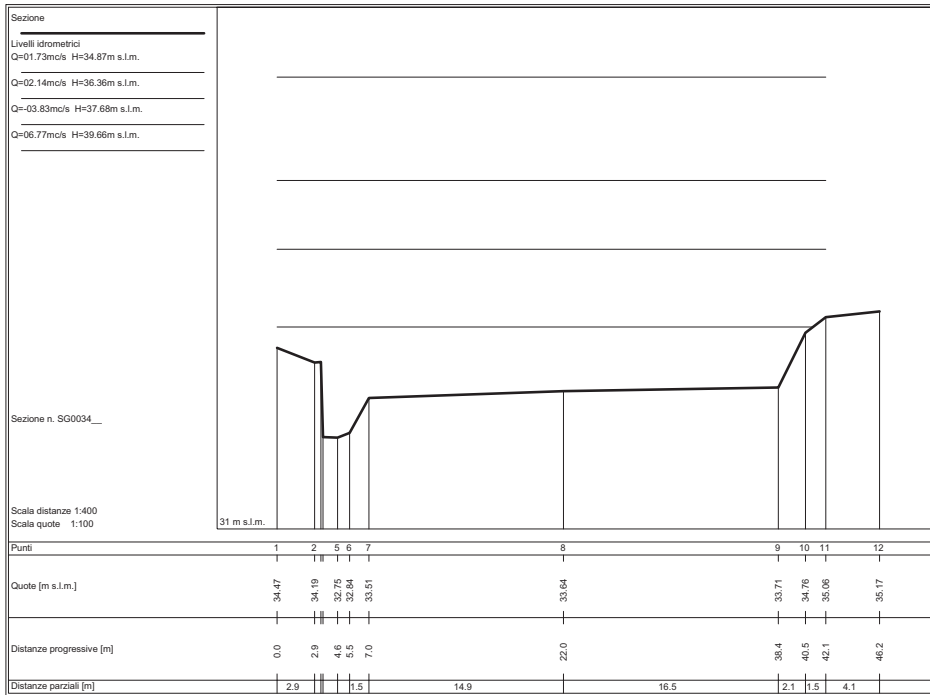 Sezione
Livelli idrometrici
Q=01.73mc/s H=34.87m s.l.m.
Q=02.14mc/s H=36.36m s.l.m.
Q=-03.83mc/s H=37.68m s.l.m.
Q=06.77mc/s H=39.66m s.l.m.
Sezione n. SG0034__
Scala distanze 1:400
Scala quote 1:100
31 m s.l.m.
Punti 1 2 5 6 7 8 9 10 11 12
Quote [m s.l.m.] 34.47 34.19 32.75 32.84 33.51 33.64 33.71 34.76 35.06 35.17
Distanze progressive [m] 0.0 2.9 4.6 5.5 7.0 22.0 38.4 40.5 42.1 46.2
Distanze parziali [m] 2.9 1.5 14.9 16.5 2.1 1.5 4.1